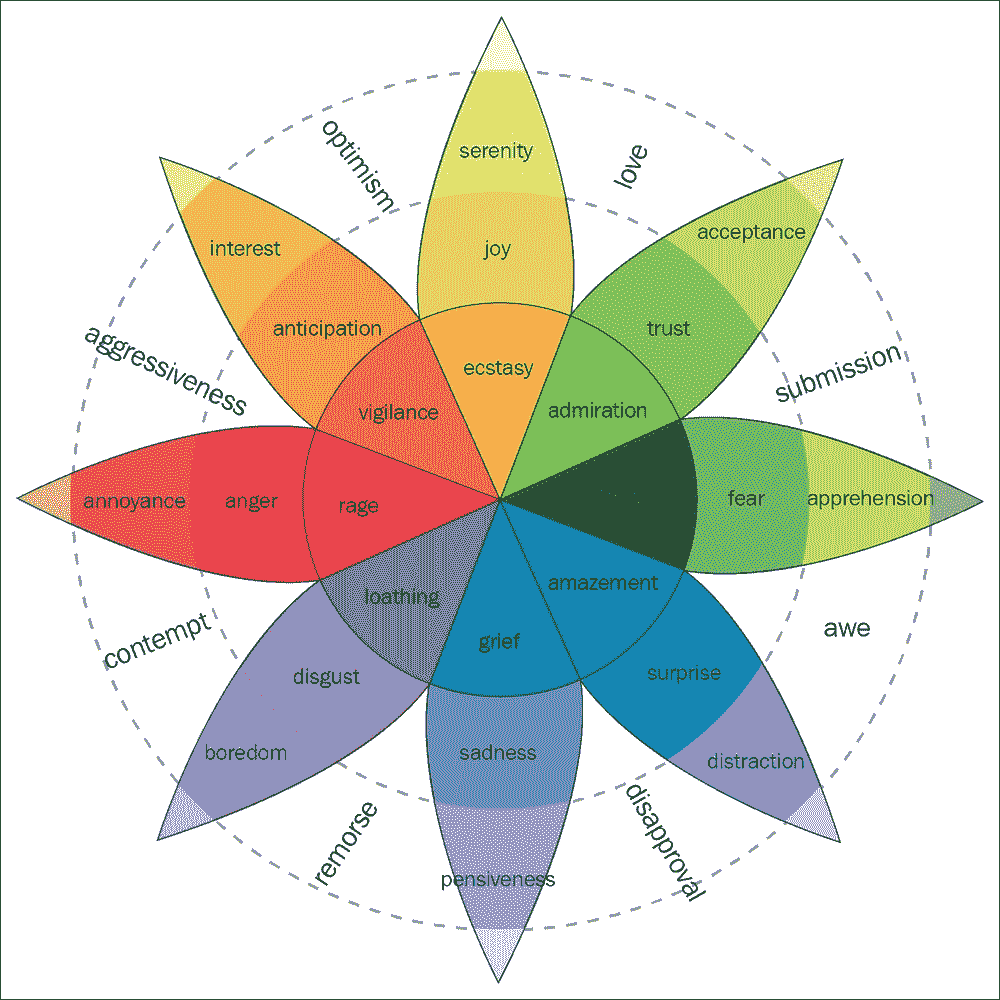 optimism
serenity
love
interest
joy
acceptance
anticipation
trust
aggressiveness
vigilance
ecstasy
admiration
submission
annoyance
anger
rage
fear
apprehension
loathing
amazement
contempt
grief
awe
disgust
surprise
boredom
sadness
distraction
remorse
pensiveness
disapproval